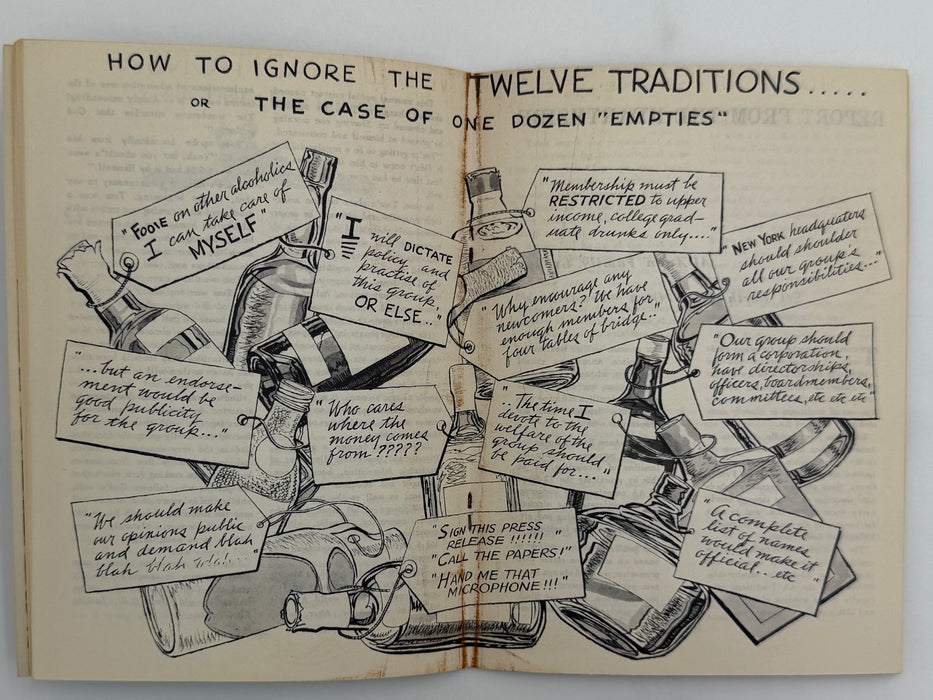 HOW TO IGNORE THE TWELVE TRADITIONS.....
OR THE CASE OF ONE DOZEN "EMPTIES"
"FOOIE on other alcoholics
I can take care of
MYSELF"
"I will DICTATE
policy and
practise of
this group
OR ELSE.."
"Membership must be
RESTRICTED to upper
income, college grad-
uate drunks only...."
"NEW YORK headquaters
should shoulder
all our group's
responsibilities..."
"Why encourage any
newcomers? We have
enough members for
four tables of bridge.."
"Our group should
form a corporation,
have directorships,
officers, boardmembers,
committees, etc etc etc"
"...but an endorse-
ment would be
good publicity
for the group..."
"Who cares
where the
money comes
from?????
"..The time I
devote to the
welfare of the
group should
be paid for..."
"We should make
our opinions public
and demand blah
blah blah blah..."
"SIGN THIS PRESS
RELEASE !!!!!!"
"CALL THE PAPERS!"
"HAND ME THAT
MICROPHONE!!!"
"A complete
list of names
would make it
official.. etc